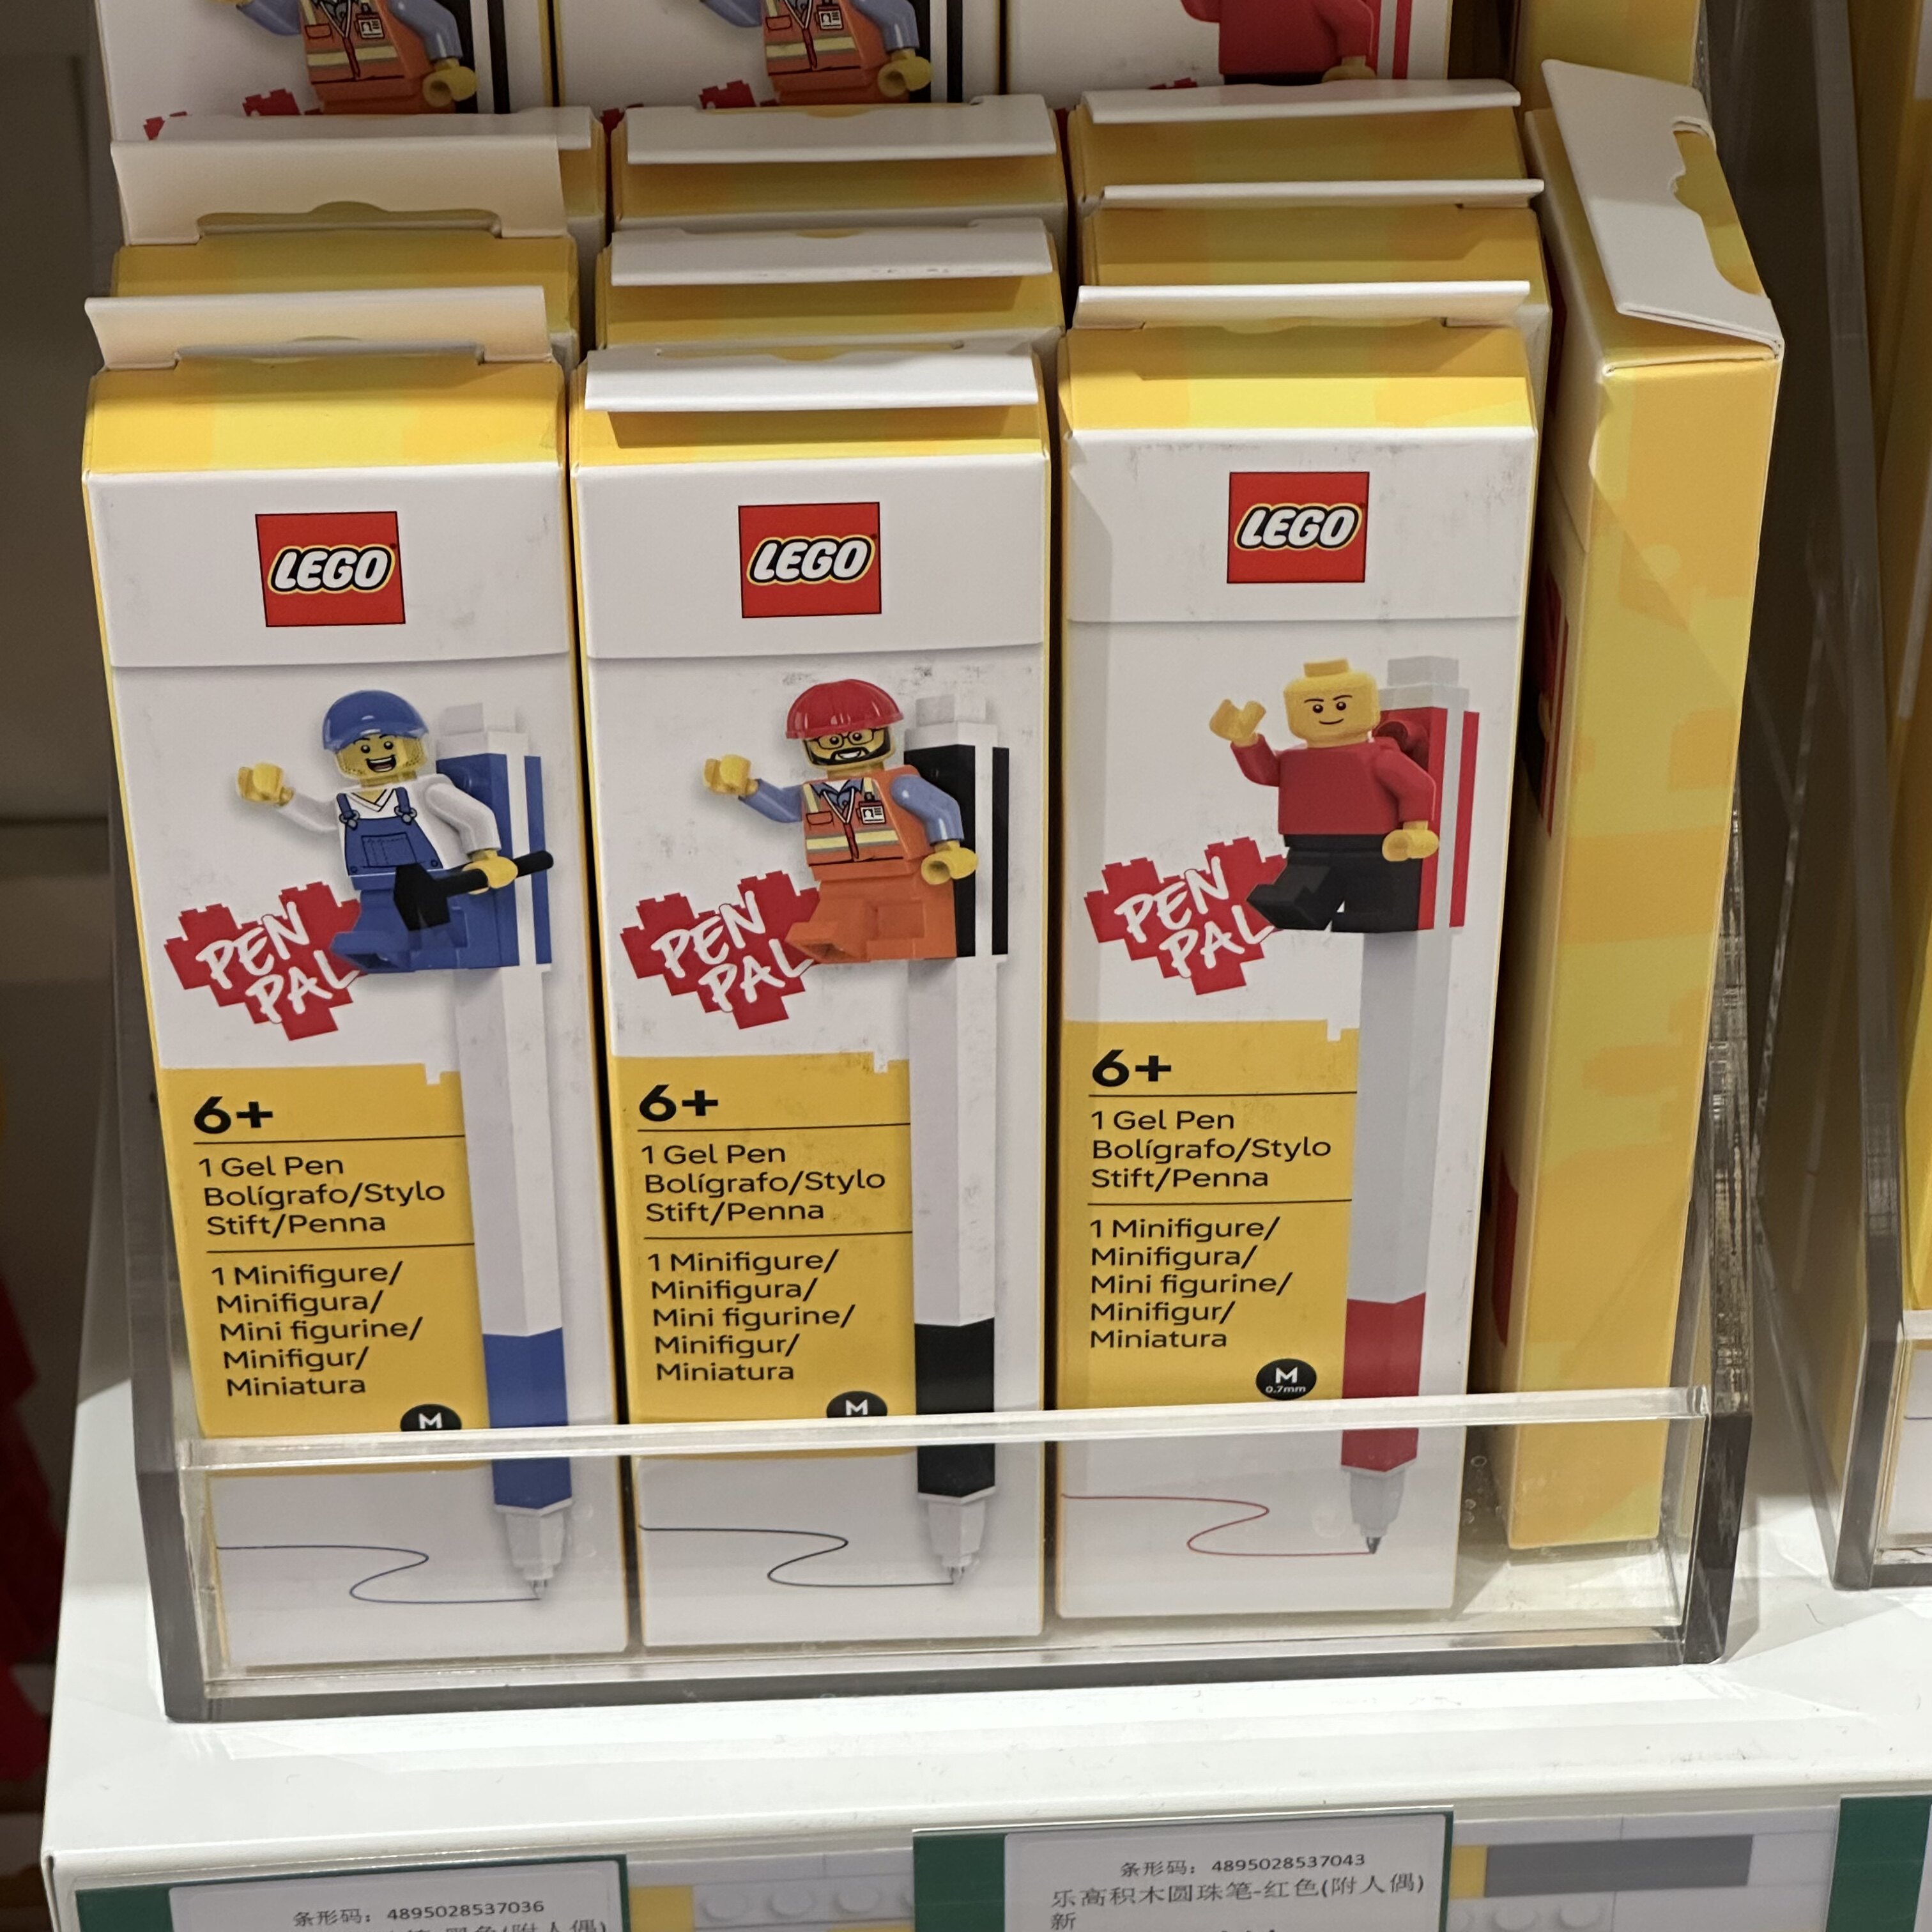 LEGO
PEN
PAL
6+
1 Gel Pen
Bolígrafo/Stylo
Stift/Penna
1 Minifigure/
Minifigura/
Mini figurine/
Minifigur/
Miniatura
M
LEGO
PEN
PAL
6+
1 Gel Pen
Bolígrafo/Stylo
Stift/Penna
1 Minifigure/
Minifigura/
Mini figurine/
Minifigur/
Miniatura
M
LEGO
PEN
PAL
6+
1 Gel Pen
Bolígrafo/Stylo
Stift/Penna
1 Minifigure/
Minifigura/
Mini figurine/
Minifigur/
Miniatura
M
0.7mm
条形码: 4895028537036
色(附人偶)
条形码: 4895028537043
乐高积木圆珠笔-红色(附人偶)
新